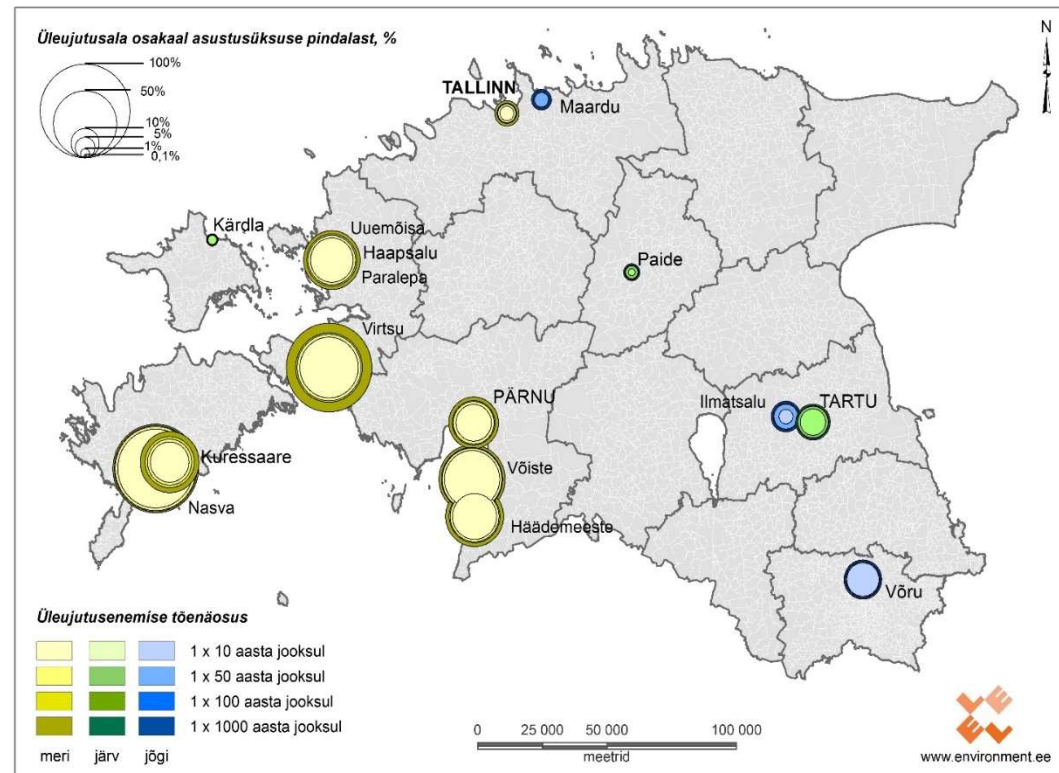 Üleujutusala osakaal asustusüksuse pindalast, %
100%
50%
10%
5%
1%
0,1%
N
TALLINN
Maardu
Kärdla
Uuemõisa
Haapsalu
Paralepa
Paide
Virtsu
PÄRNU
Ilmatsalu
TARTU
Kuressaare
Võiste
Nasva
Häädemeeste
Võru
Üleujutusenemise tõenäosus
1 x 10 aasta jooksul
1 x 50 aasta jooksul
1 x 100 aasta jooksul
1 x 1000 aasta jooksul
meri järv jõgi
0 25 000 50 000 100 000
meetrid
www.environment.ee